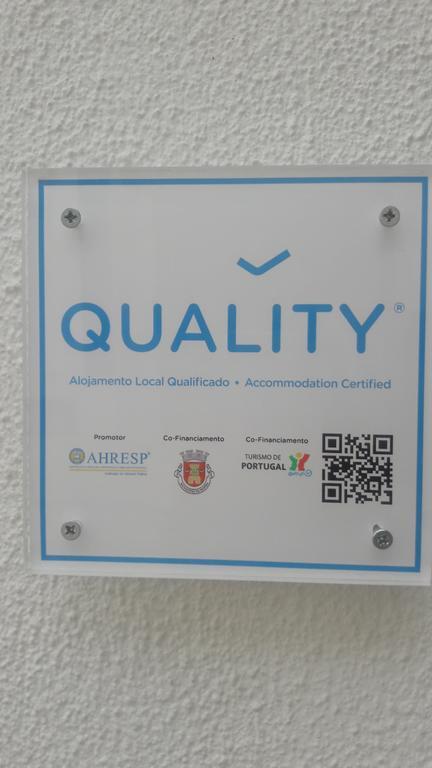 QUALITY®
Alojamento Local Qualificado • Accommodation Certified
Promotor
AHRESP®
Co-Financiamento
Co-Financiamento
TURISMO DE
PORTUGAL